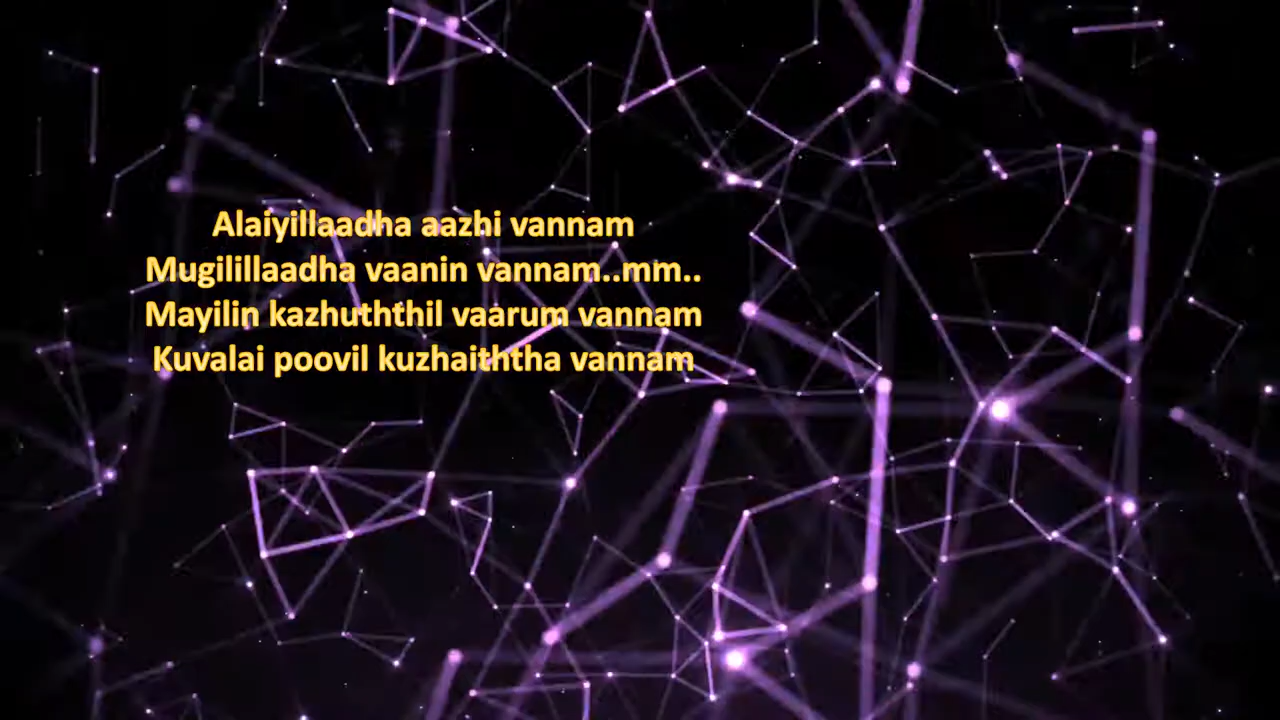 Alaiyillaadha aazhi vannam
Mugilillaadha vaanin vannam..mm..
Mayilin kazhuththil vaarum vannam
Kuvalai poovil kuzhaiththa vannam